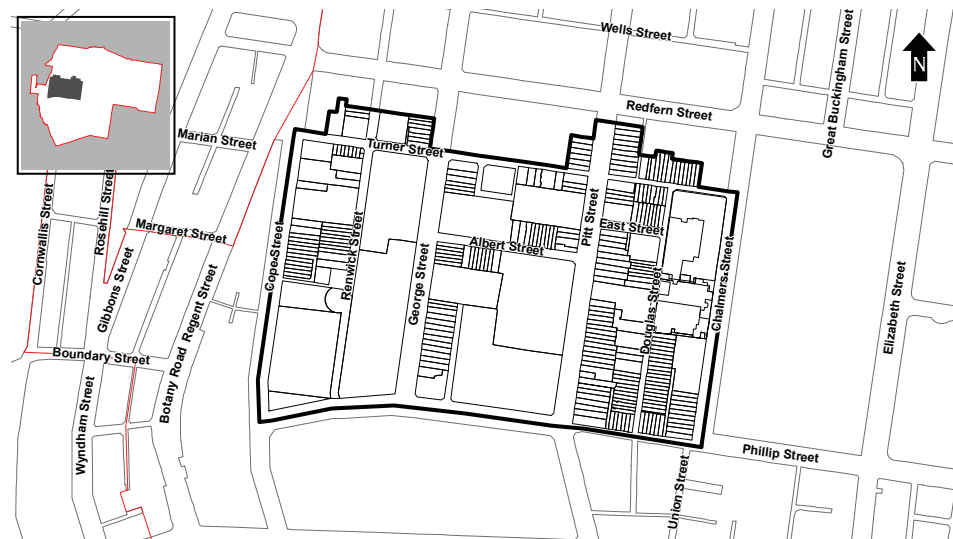 Wells Street
Great Buckingham Street
N
Redfern Street
Marian Street
Turner Street
Cornwallis Street
Rosehill Street
Margaret Street
Gibbons Street
Regent Street
Cope Street
Renwick Street
George Street
Albert Street
Pitt Street
East Street
Douglas Street
Chalmers Street
Elizabeth Street
Boundary Street
Botany Road
Wyndham Street
Phillip Street
Union Street